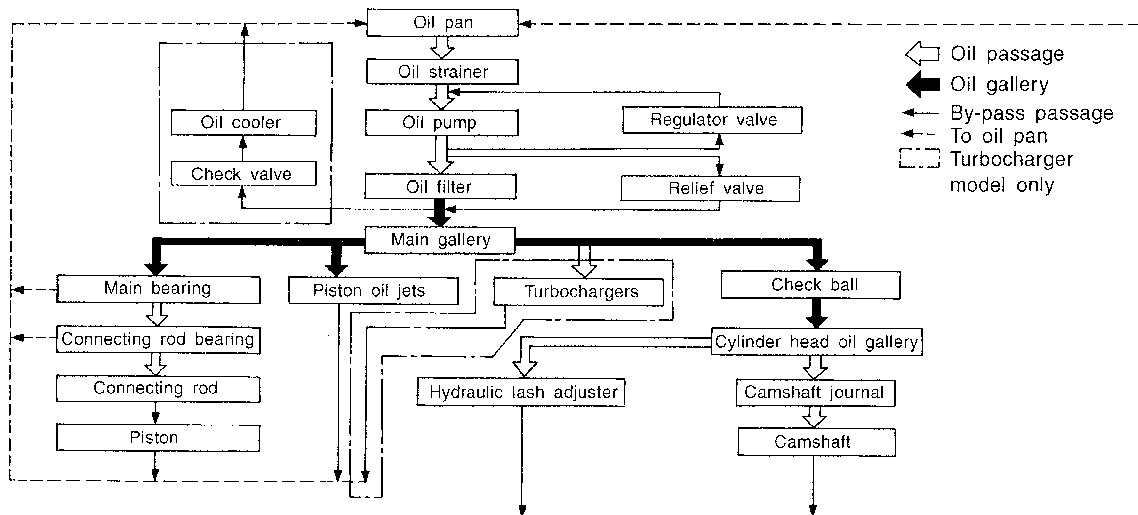 Oil pan
Oil strainer
Oil pump
Oil filter
Main gallery
Oil cooler
Check valve
Regulator valve
Relief valve
Oil passage
Oil gallery
By-pass passage
To oil pan
Turbocharger
model only
Main bearing
Piston oil jets
Turbochargers
Check ball
Connecting rod bearing
Cylinder head oil gallery
Connecting rod
Hydraulic lash adjuster
Camshaft journal
Piston
Camshaft